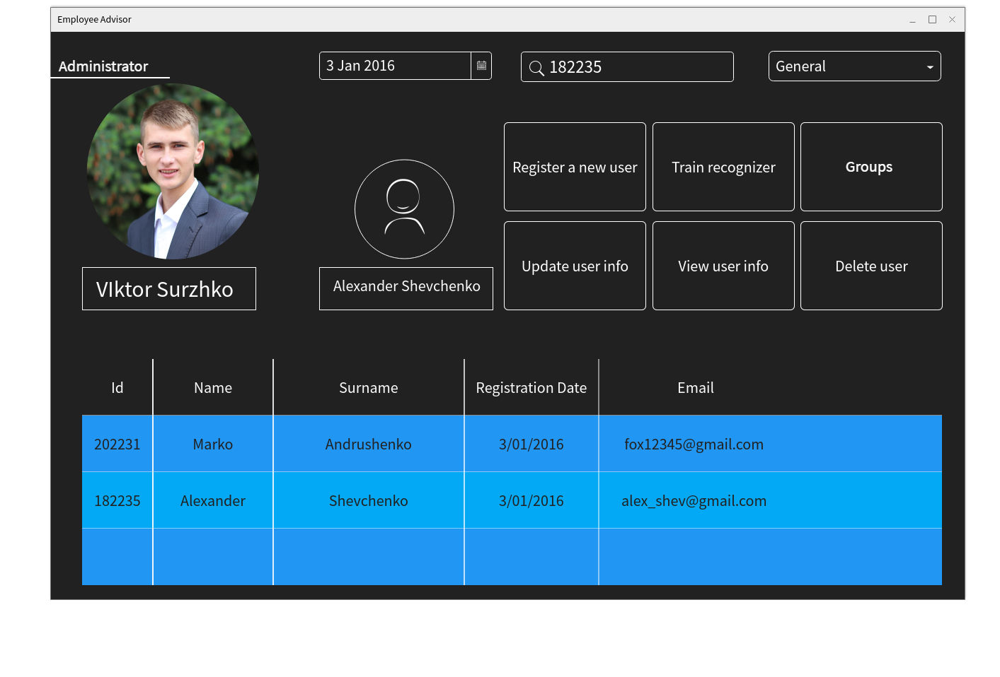 Employee Advisor
Administrator
3 Jan 2016
182235
General
Register a new user
Train recognizer
Groups
Update user info
View user info
Delete user
VIktor Surzhko
Alexander Shevchenko
Id Name Surname Registration Date Email
202231 Marko Andrushenko 3/01/2016 fox12345@gmail.com
182235 Alexander Shevchenko 3/01/2016 alex_shev@gmail.com